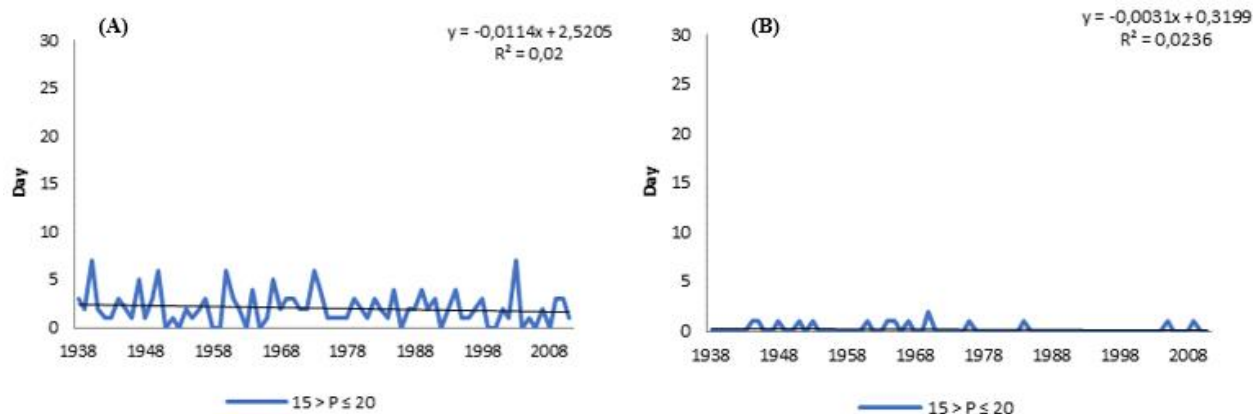 (A)
y = -0,0114x + 2,5205
R² = 0,02
30
25
20
15
10
5
0
Day
1938 1948 1958 1968 1978 1988 1998 2008
15 > P ≤ 20
(B)
y = -0,0031x + 0,3199
R² = 0,0236
30
25
20
15
10
5
0
Day
1938 1948 1958 1968 1978 1988 1998 2008
15 > P ≤ 20